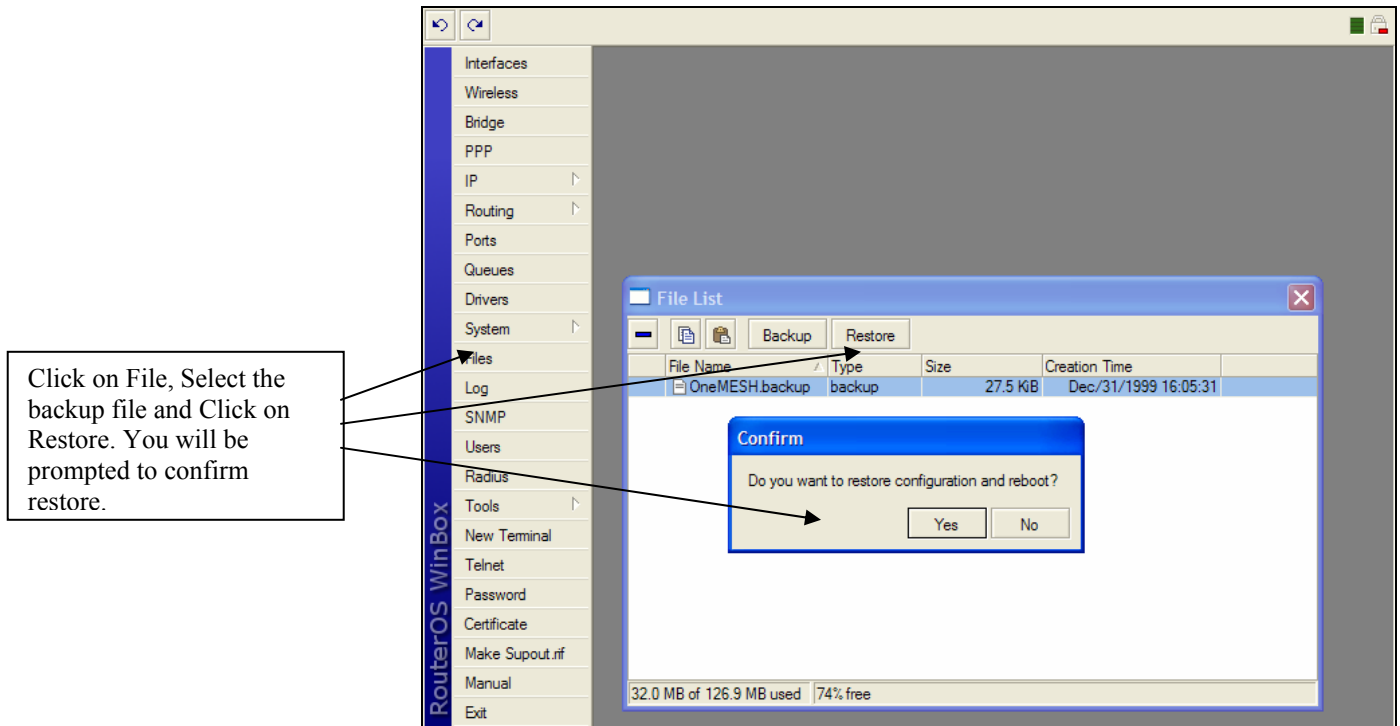 Interfaces
Wireless
Bridge
PPP
IP
Routing
Ports
Queues
Drivers
System
Files
Log
SNMP
Users
Radius
Tools
New Terminal
Telnet
Password
Certificate
Make Supout.rif
Manual
Exit
RouterOS WinBox
Click on File, Select the
backup file and Click on
Restore. You will be
prompted to confirm
restore.
File List
Backup Restore
File Name Type Size Creation Time
OneMESH.backup backup 27.5 KiB Dec/31/1999 16:05:31
Confirm
Do you want to restore configuration and reboot?
Yes No
32.0 MB of 126.9 MB used 74% free